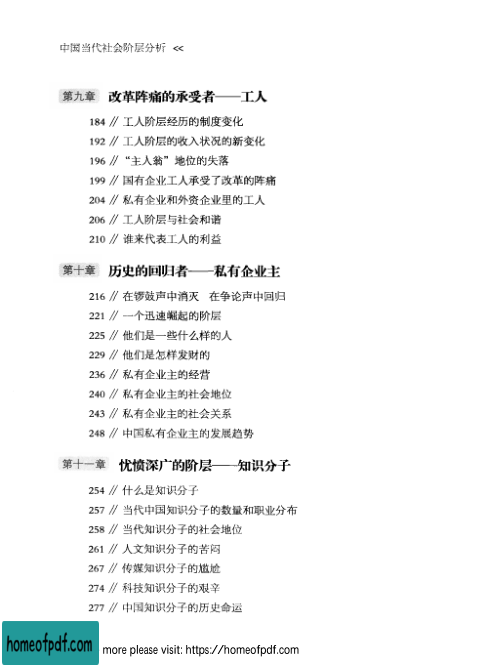 中国当代社会阶层分析 <<
第九章 改革阵痛的承受者——工人
184 // 工人阶层经历的制度变化
192 // 工人阶层的收入状况的新变化
196 // “主人翁”地位的失落
199 // 国有企业工人承受了改革的阵痛
204 // 私有企业和外资企业里的工人
206 // 工人阶层与社会和谐
210 // 谁来代表工人的利益
第十章 历史的回归者——私有企业主
216 // 在锣鼓声中消灭 在争论声中回归
221 // 一个迅速崛起的阶层
225 // 他们是一些什么样的人
229 // 他们是怎样发财的
236 // 私有企业主的经营
240 // 私有企业主的社会地位
243 // 私有企业主的社会关系
248 // 中国私有企业主的发展趋势
第十一章 忧愤深广的阶层——知识分子
254 // 什么是知识分子
257 // 当代中国知识分子的数量和职业分布
258 // 当代知识分子的社会地位
261 // 人文知识分子的苦闷
267 // 传媒知识分子的尴尬
274 // 科技知识分子的艰辛
277 // 中国知识分子的历史命运
homeofpdf.com more please visit: https://homeofpdf.com